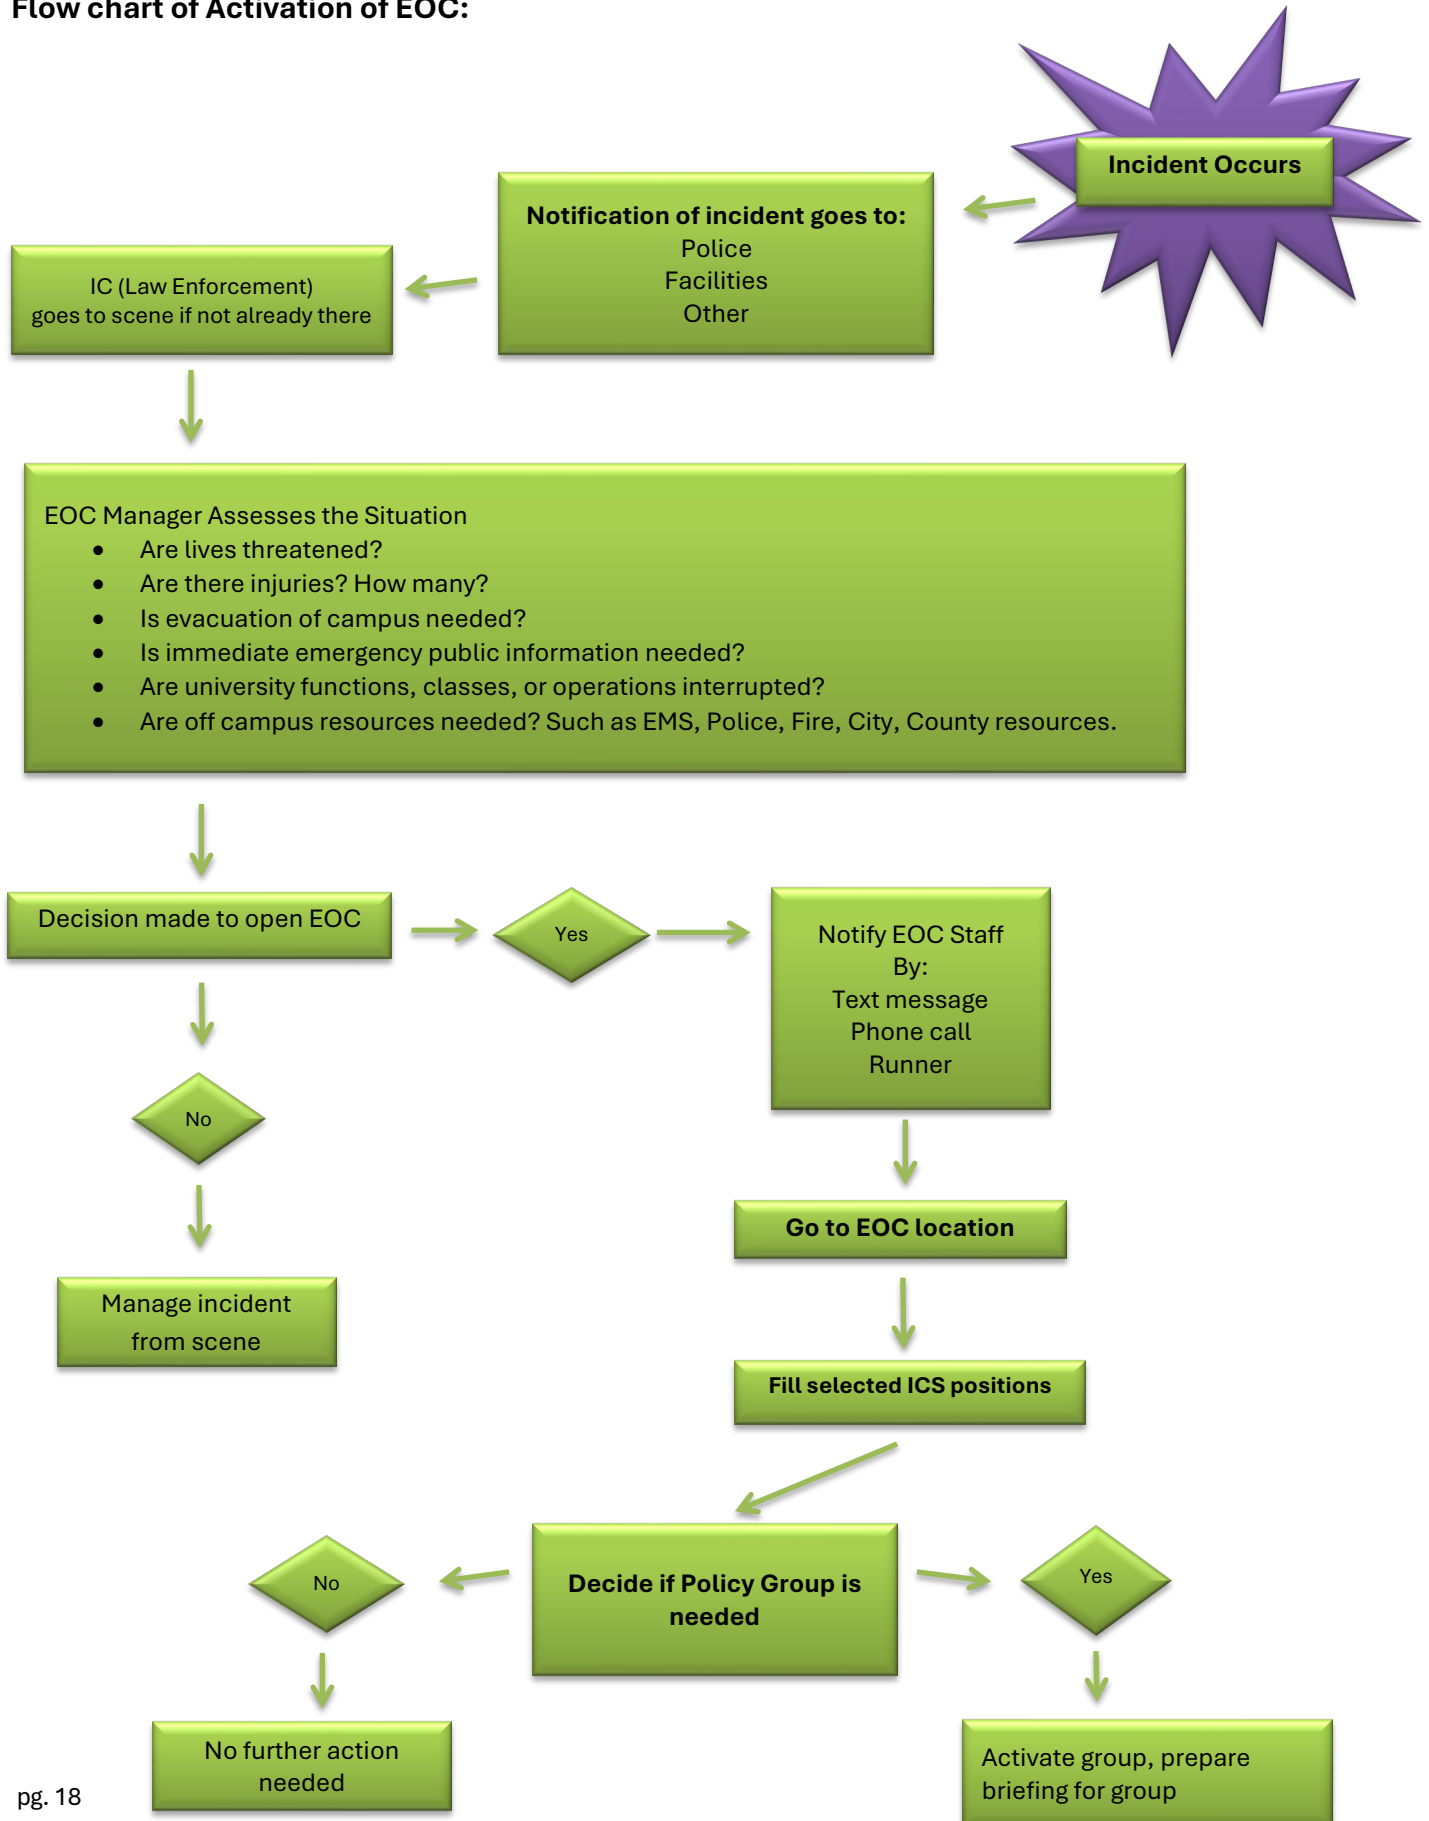 Flow chart of Activation of EOC:
Incident Occurs
Notification of incident goes to:
Police
Facilities
Other
IC (Law Enforcement)
goes to scene if not already there
EOC Manager Assesses the Situation
• Are lives threatened?
• Are there injuries? How many?
• Is evacuation of campus needed?
• Is immediate emergency public information needed?
• Are university functions, classes, or operations interrupted?
• Are off campus resources needed? Such as EMS, Police, Fire, City, County resources.
Decision made to open EOC
Yes
Notify EOC Staff
By:
Text message
Phone call
Runner
No
Manage incident
from scene
Go to EOC location
Fill selected ICS positions
Decide if Policy Group is
needed
No
Yes
No further action
needed
Activate group, prepare
briefing for group
pg. 18